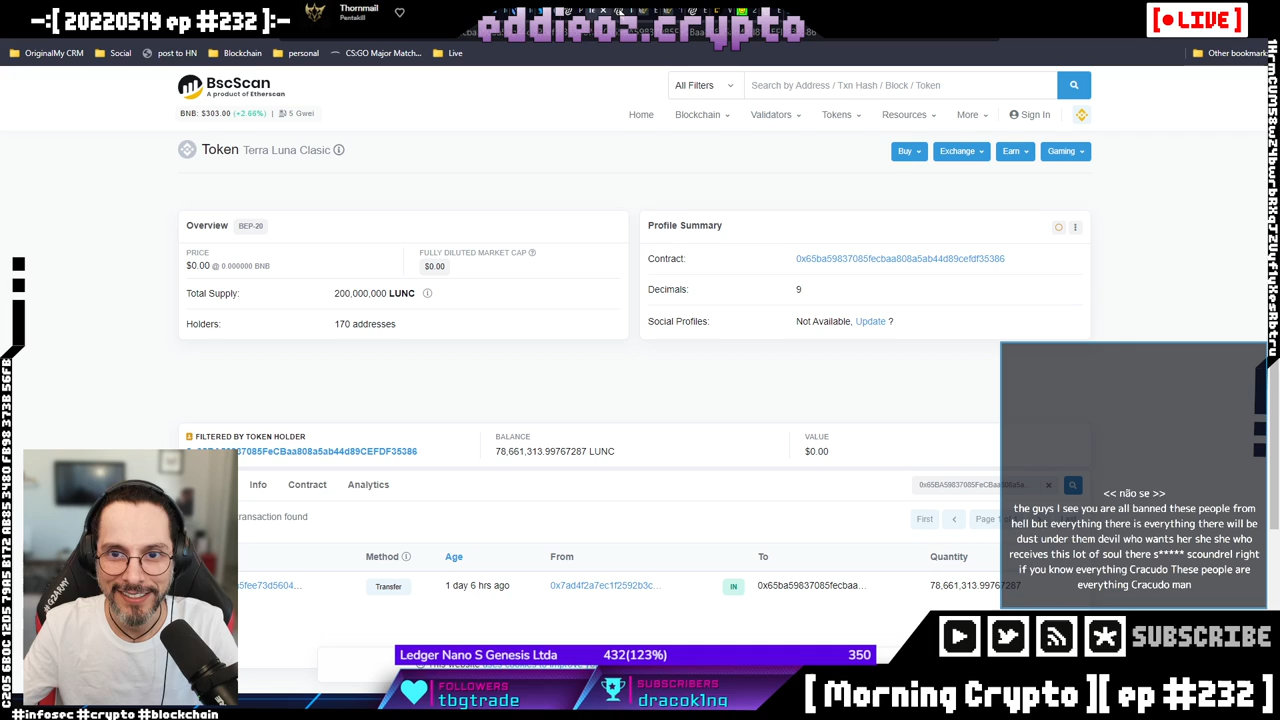 -:[ 20220519 ep #232 ]:-
Thornmail
Pentakill
eddieoz.crypto
[ • LIVE ]
OriginalMy CRM
Social
post to HN
Blockchain
personal
CS:GO Major Match...
Live
Other bookmark
BscScan
A product of Etherscan
All Filters
Search by Address / Txn Hash / Block / Token
BNB: $303.00 (+2.66%) | 5 Gwei
Home
Blockchain
Validators
Tokens
Resources
More
Sign In
Token Terra Luna Clasic
Buy
Exchange
Earn
Gaming
Overview BEP-20
PRICE
$0.00 @ 0.000000 BNB
FULLY DILUTED MARKET CAP
$0.00
Total Supply: 200,000,000 LUNC
Holders: 170 addresses
Profile Summary
Contract: 0x65ba59837085fecbaa808a5ab44d89cefdf35386
Decimals: 9
Social Profiles: Not Available, Update ?
FILTERED BY TOKEN HOLDER
7085FeCBaa808a5ab44d89CEFDF35386
BALANCE
78,661,313.99767287 LUNC
VALUE
$0.00
Info
Contract
Analytics
0x65BA59837085FeCBaa808a5a...
ransaction found
First
Page
Method
Age
From
To
Quantity
5fee73d5604...
Transfer
1 day 6 hrs ago
0x7ad4f2a7ec1f2592b3c...
IN
0x65ba59837085fecbaa...
78,661,313.99767287
<< não se >>
the guys I see you are all banned these people from
hell but everything there is everything there will be
dust under them devil who wants her she she who
receives this lot of soul there s***** scoundrel right
if you know everything Cracudo These people are
everything Cracudo man
Ledger Nano S Genesis Ltda 432(123%) 350
FOLLOWERS
tbgtrade
SUBSCRIBERS
dracok1ng
SUBSCRIBE
[ Morning Crypto ][ ep #232 ]
#infosec #crypto #blockchain